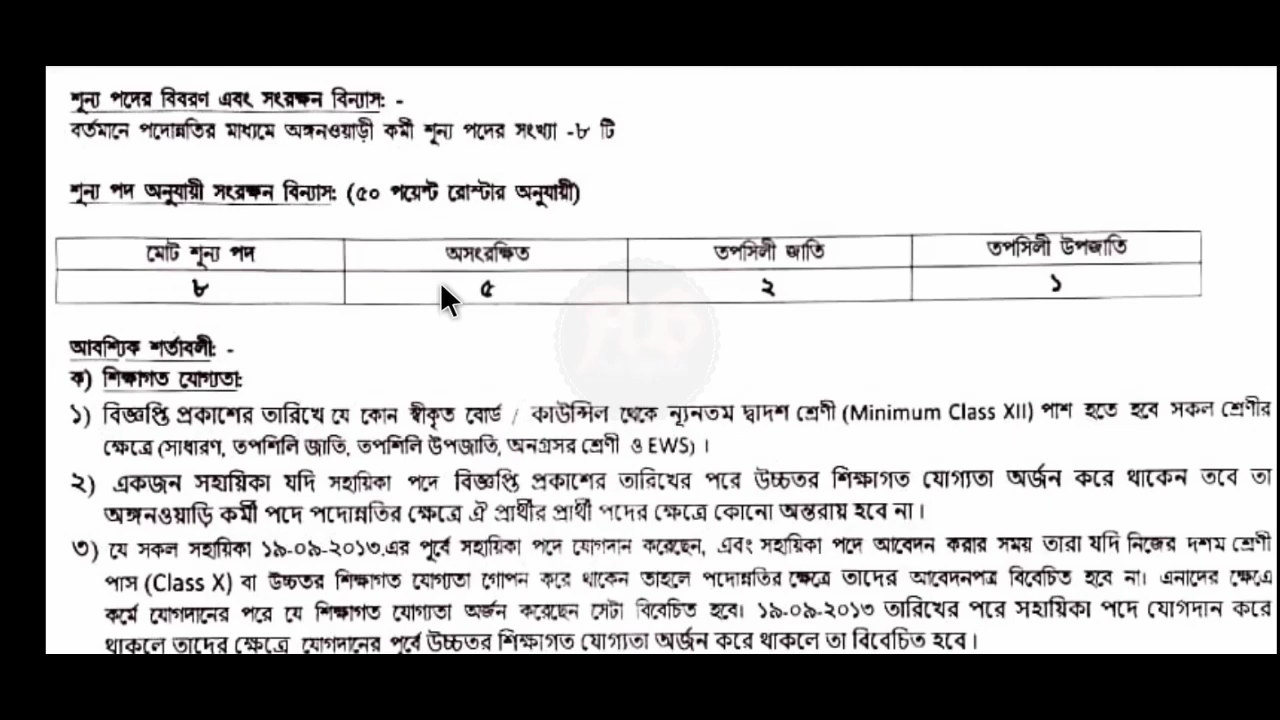 শূন্য পদের বিবরণ এবং সংরক্ষন বিন্যাস: -
বর্তমানে পদোন্নতির মাধ্যমে অঙ্গনওয়াড়ী কর্মী শূন্য পদের সংখ্যা -৮ টি
শূন্য পদ অনুযায়ী সংরক্ষন বিন্যাস: (৫০ পয়েন্ট রোস্টার অনুযায়ী)
মোট শূন্য পদ অসংরক্ষিত তপসিলী জাতি তপসিলী উপজাতি
৮ ৫ ২ ১
আবশ্যিক শর্তাবলী: -
ক) শিক্ষাগত যোগ্যতা:
১) বিজ্ঞপ্তি প্রকাশের তারিখে যে কোন স্বীকৃত বোর্ড / কাউন্সিল থেকে ন্যূনতম দ্বাদশ শ্রেণী (Minimum Class XII) পাশ হতে হবে সকল শ্রেণীর
ক্ষেত্রে (সাধারণ, তপশিলি জাতি, তপশিলি উপজাতি, অনগ্রসর শ্রেণী ও EWS) ।
২) একজন সহায়িকা যদি সহায়িকা পদে বিজ্ঞপ্তি প্রকাশের তারিখের পরে উচ্চতর শিক্ষাগত যোগ্যতা অর্জন করে থাকেন তবে তা
অঙ্গনওয়াড়ি কর্মী পদে পদোন্নতির ক্ষেত্রে ঐ প্রার্থীর প্রার্থী পদের ক্ষেত্রে কোনো অন্তরায় হবে না।
৩) যে সকল সহায়িকা ১৯-০৯-২০১৩.এর পূর্বে সহায়িকা পদে যোগদান করেছেন, এবং সহায়িকা পদে আবেদন করার সময় তারা যদি নিজের দশম শ্রেণী
পাস (Class X) বা উচ্চতর শিক্ষাগত যোগ্যতা গোপন করে থাকেন তাহলে পদোন্নতির ক্ষেত্রে তাদের আবেদনপত্র বিবেচিত হবে না। এনাদের ক্ষেত্রে
কর্মে যোগদানের পরে যে শিক্ষাগত যোগ্যতা অর্জন করেছেন সেটা বিবেচিত হবে। ১৯-০৯-২০১৩ তারিখের পরে সহায়িকা পদে যোগদান করে
থাকলে তাদের ক্ষেত্রে যোগদানের পূর্বে উচ্চতর শিক্ষাগত যোগ্যতা অর্জন করে থাকলে তা বিবেচিত হবে।